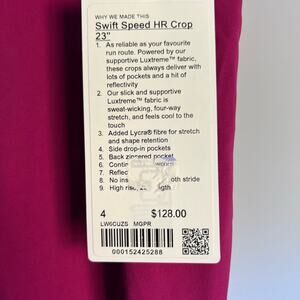 WHY WE MADE THIS
Swift Speed HR Crop
23"
1. As reliable as your favourite
run route. Powered by our
supportive Luxtreme™ fabric,
these crops always deliver with
lots of pockets and a hit of
reflectivity
2. Our slick and supportive
Luxtreme™ fabric is
sweat-wicking, four-way
stretch, and feels cool to the
touch
3. Added Lycra® fibre for stretch
and shape retention
4. Side drop-in pockets
5. Back zippered pocket
6. Contin
7. Reflec
8. No ins oth stride
9. High rise, ngth
4 $128.00
LW6CUZS MGPR
000152425288